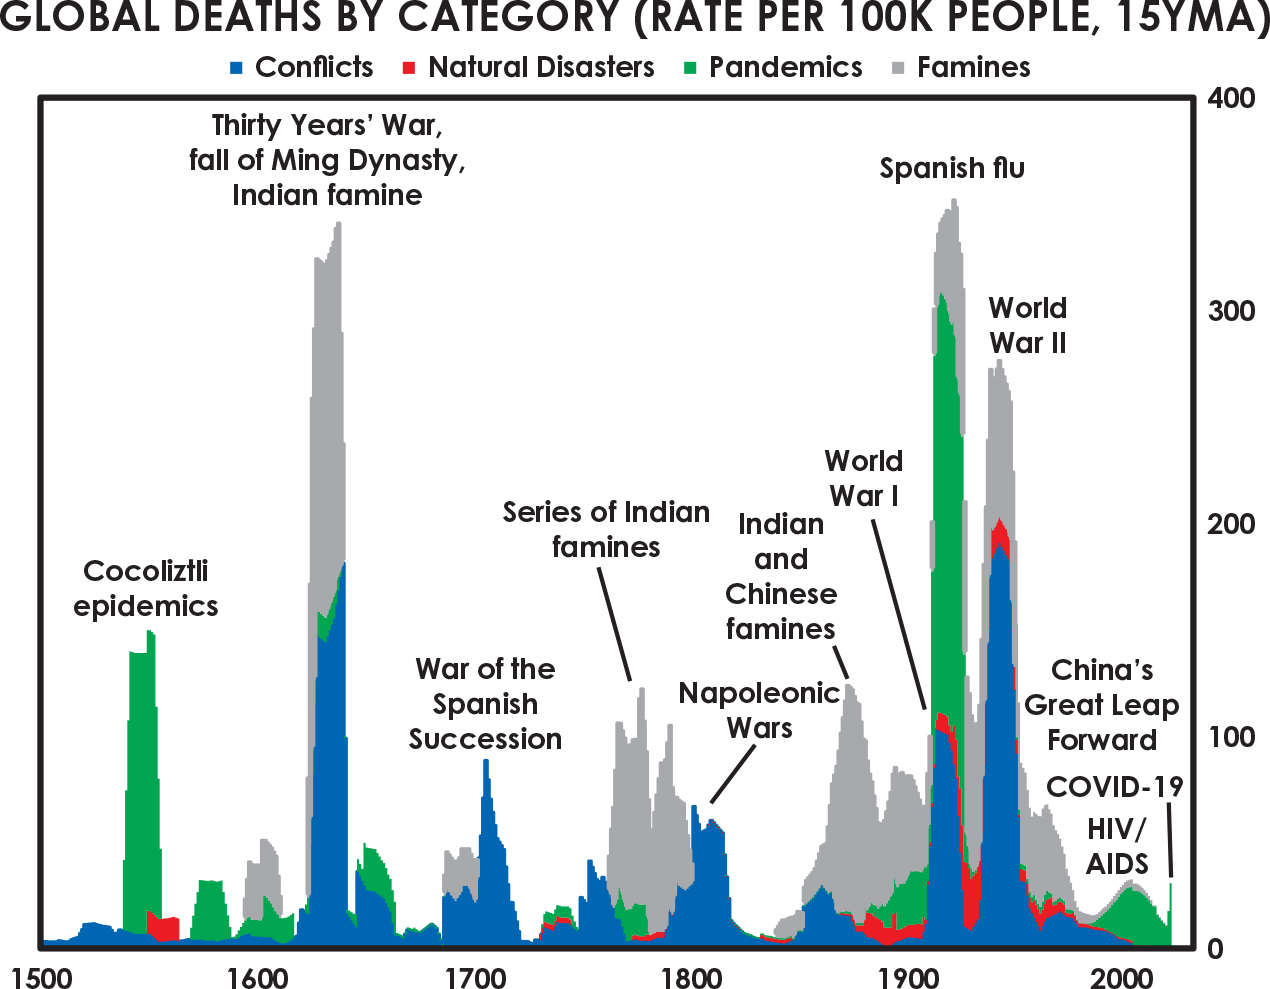 GLOBAL DEATHS BY CATEGORY (RATE PER 100K PEOPLE, 15YMA)
Conflicts Natural Disasters Pandemics Famines
400
Thirty Years’ War,
fall of Ming Dynasty,
Indian famine
Spanish flu
300
World
War II
World
War I
200
Series of Indian
famines
Indian
and
Chinese
famines
Cocoliztli
epidemics
War of the
Spanish
Succession
Napoleonic
Wars
China’s
Great Leap
Forward
100
COVID-19
HIV/
AIDS
0
1500 1600 1700 1800 1900 2000